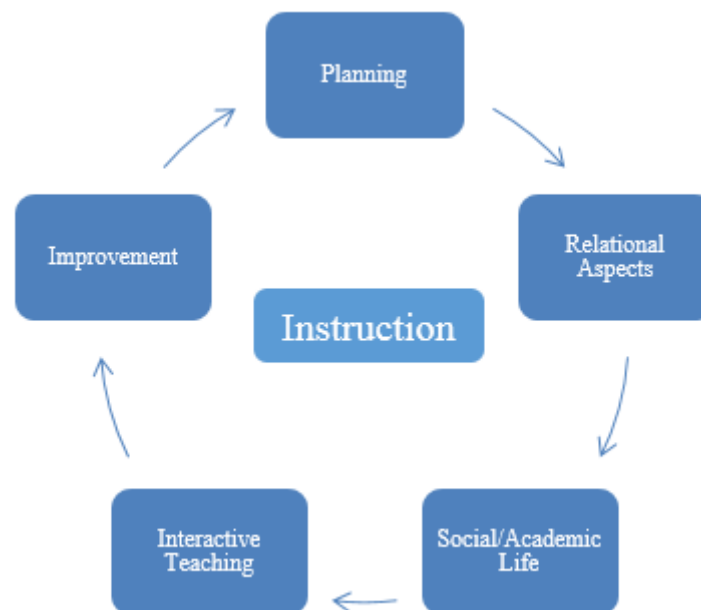 Planning
Relational
Aspects
Social/Academic
Life
Interactive
Teaching
Improvement
Instruction